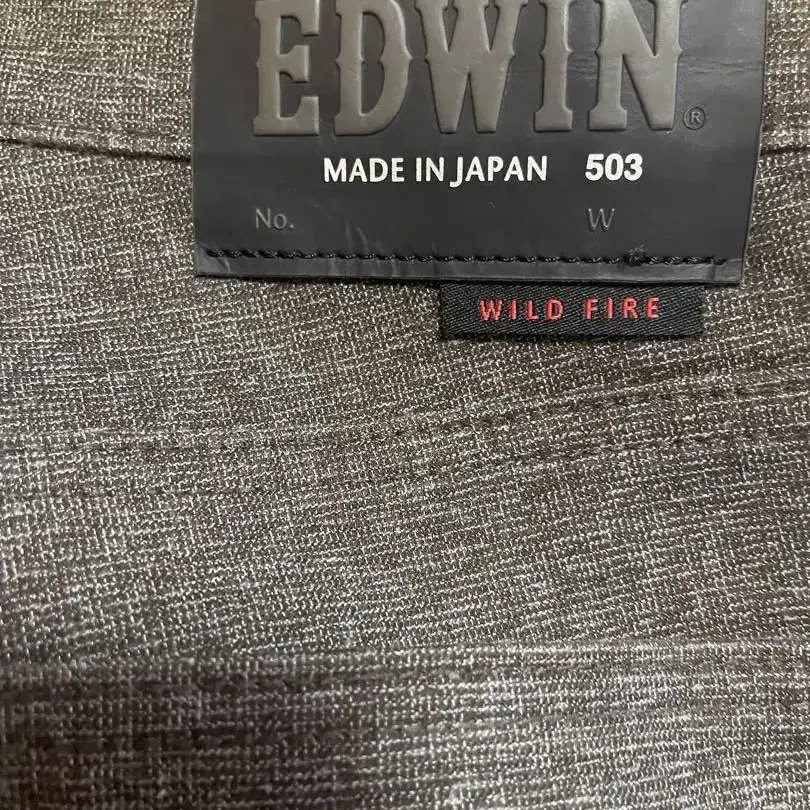 EDWIN®
MADE IN JAPAN 503
No. W
WILD FIRE